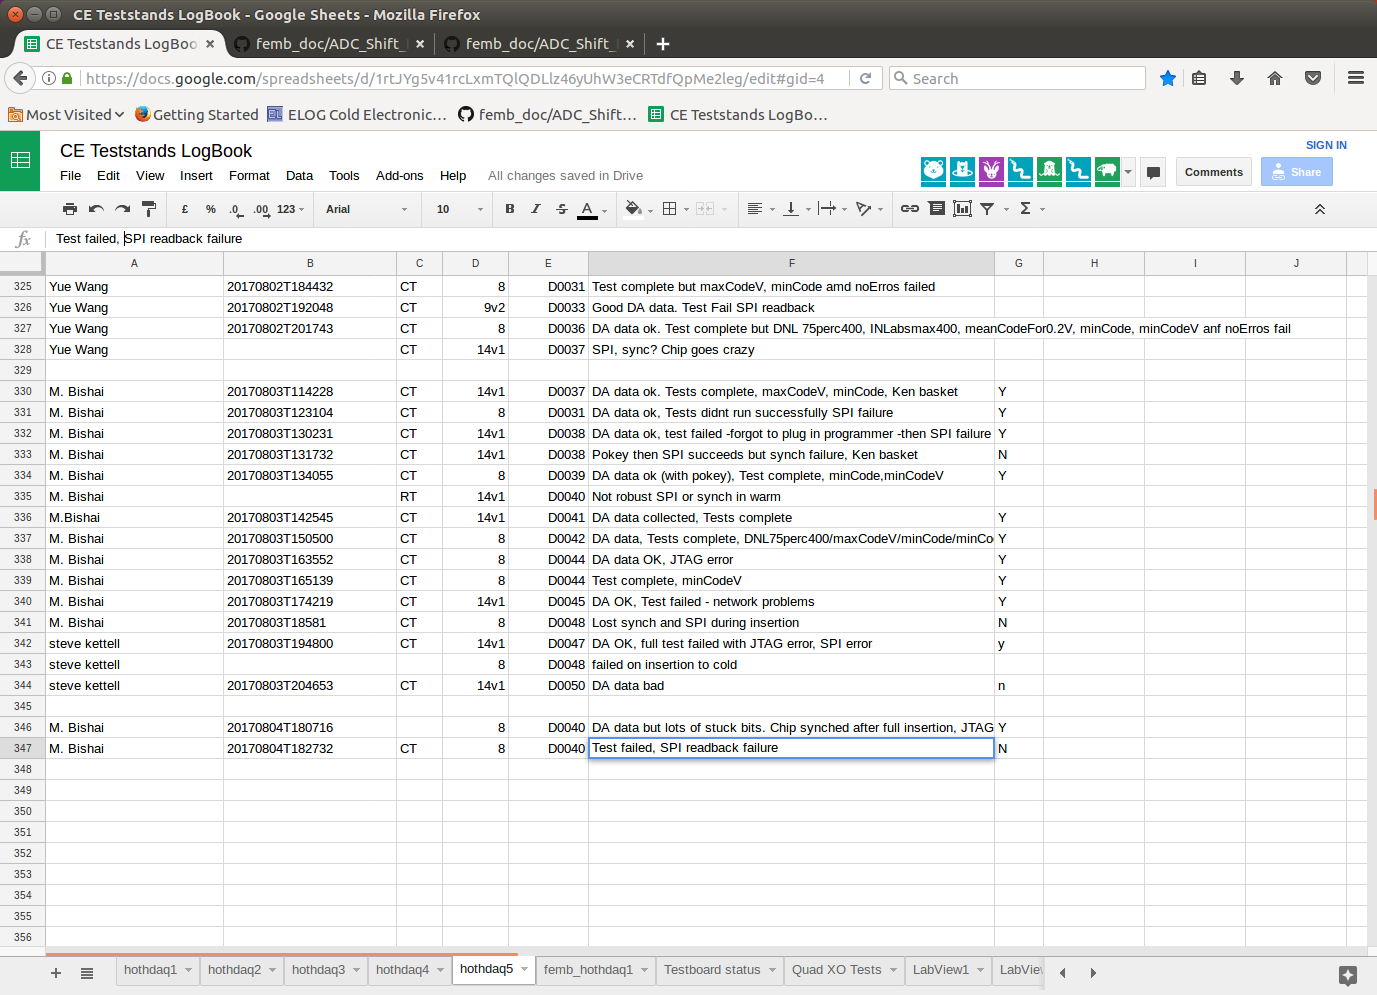 CE Teststands LogBook - Google Sheets - Mozilla Firefox
CE Teststands LogBoo × femb_doc/ADC_Shift_ × femb_doc/ADC_Shift_ × +
https://docs.google.com/spreadsheets/d/1rtJYg5v41rcLxmTQlQDLlz46yUhW3eCRTdfQpMe2leg/edit#gid=4 Search
Most Visited Getting Started EL ELOG Cold Electronic... femb_doc/ADC_Shift... CE Teststands LogBo...
CE Teststands LogBook
SIGN IN
File Edit View Insert Format Data Tools Add-ons Help All changes saved in Drive
Comments Share
£ % .0 .00 123 Arial 10 B I S A Σ
fx Test failed, SPI readback failure
A B C D E F G H I J
325 Yue Wang 20170802T184432 CT 8 D0031 Test complete but maxCodeV, minCode amd noErros failed
326 Yue Wang 20170802T192048 CT 9v2 D0033 Good DA data. Test Fail SPI readback
327 Yue Wang 20170802T201743 CT 8 D0036 DA data ok. Test complete but DNL 75perc400, INLabsmax400, meanCodeFor0.2V, minCode, minCodeV anf noErros fail
328 Yue Wang CT 14v1 D0037 SPI, sync? Chip goes crazy
329
330 M. Bishai 20170803T114228 CT 14v1 D0037 DA data ok. Tests complete, maxCodeV, minCode, Ken basket Y
331 M. Bishai 20170803T123104 CT 8 D0031 DA data ok, Tests didnt run successfully SPI failure Y
332 M. Bishai 20170803T130231 CT 14v1 D0038 DA data ok, test failed -forgot to plug in programmer -then SPI failure Y
333 M. Bishai 20170803T131732 CT 14v1 D0038 Pokey then SPI succeeds but synch failure, Ken basket N
334 M. Bishai 20170803T134055 CT 8 D0039 DA data ok (with pokey), Test complete, minCode,minCodeV Y
335 M. Bishai RT 14v1 D0040 Not robust SPI or synch in warm
336 M.Bishai 20170803T142545 CT 14v1 D0041 DA data collected, Tests complete Y
337 M. Bishai 20170803T150500 CT 8 D0042 DA data, Tests complete, DNL75perc400/maxCodeV/minCode/minCo Y
338 M. Bishai 20170803T163552 CT 8 D0044 DA data OK, JTAG error Y
339 M. Bishai 20170803T165139 CT 8 D0044 Test complete, minCodeV Y
340 M. Bishai 20170803T174219 CT 14v1 D0045 DA OK, Test failed - network problems Y
341 M. Bishai 20170803T18581 CT 8 D0048 Lost synch and SPI during insertion N
342 steve kettell 20170803T194800 CT 14v1 D0047 DA OK, full test failed with JTAG error, SPI error y
343 steve kettell 8 D0048 failed on insertion to cold
344 steve kettell 20170803T204653 CT 14v1 D0050 DA data bad n
345
346 M. Bishai 20170804T180716 8 D0040 DA data but lots of stuck bits. Chip synched after full insertion, JTAG Y
347 M. Bishai 20170804T182732 CT 8 D0040 Test failed, SPI readback failure N
348
349
350
351
352
353
354
355
356
+ hothdaq1 hothdaq2 hothdaq3 hothdaq4 hothdaq5 femb_hothdaq1 Testboard status Quad XO Tests LabView1 LabVie